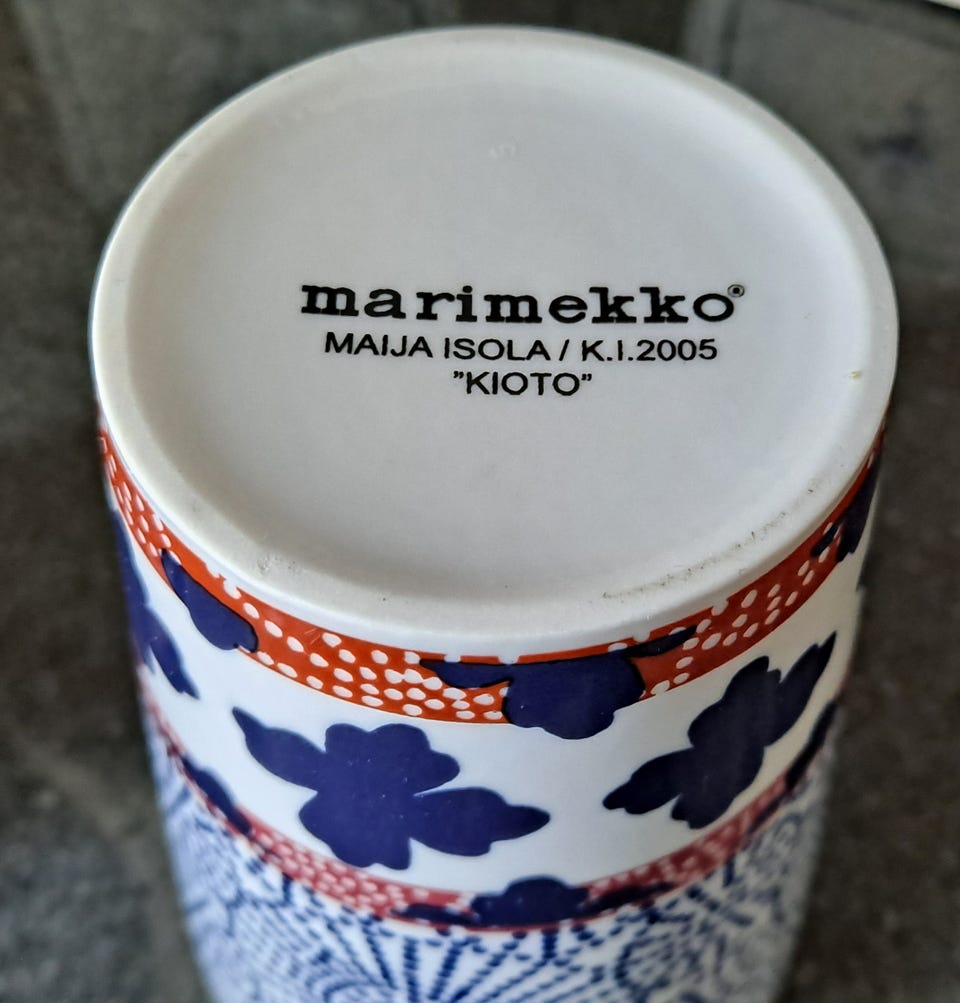 marimekko®
MAIJA ISOLA / K.I.2005
”KIOTO”